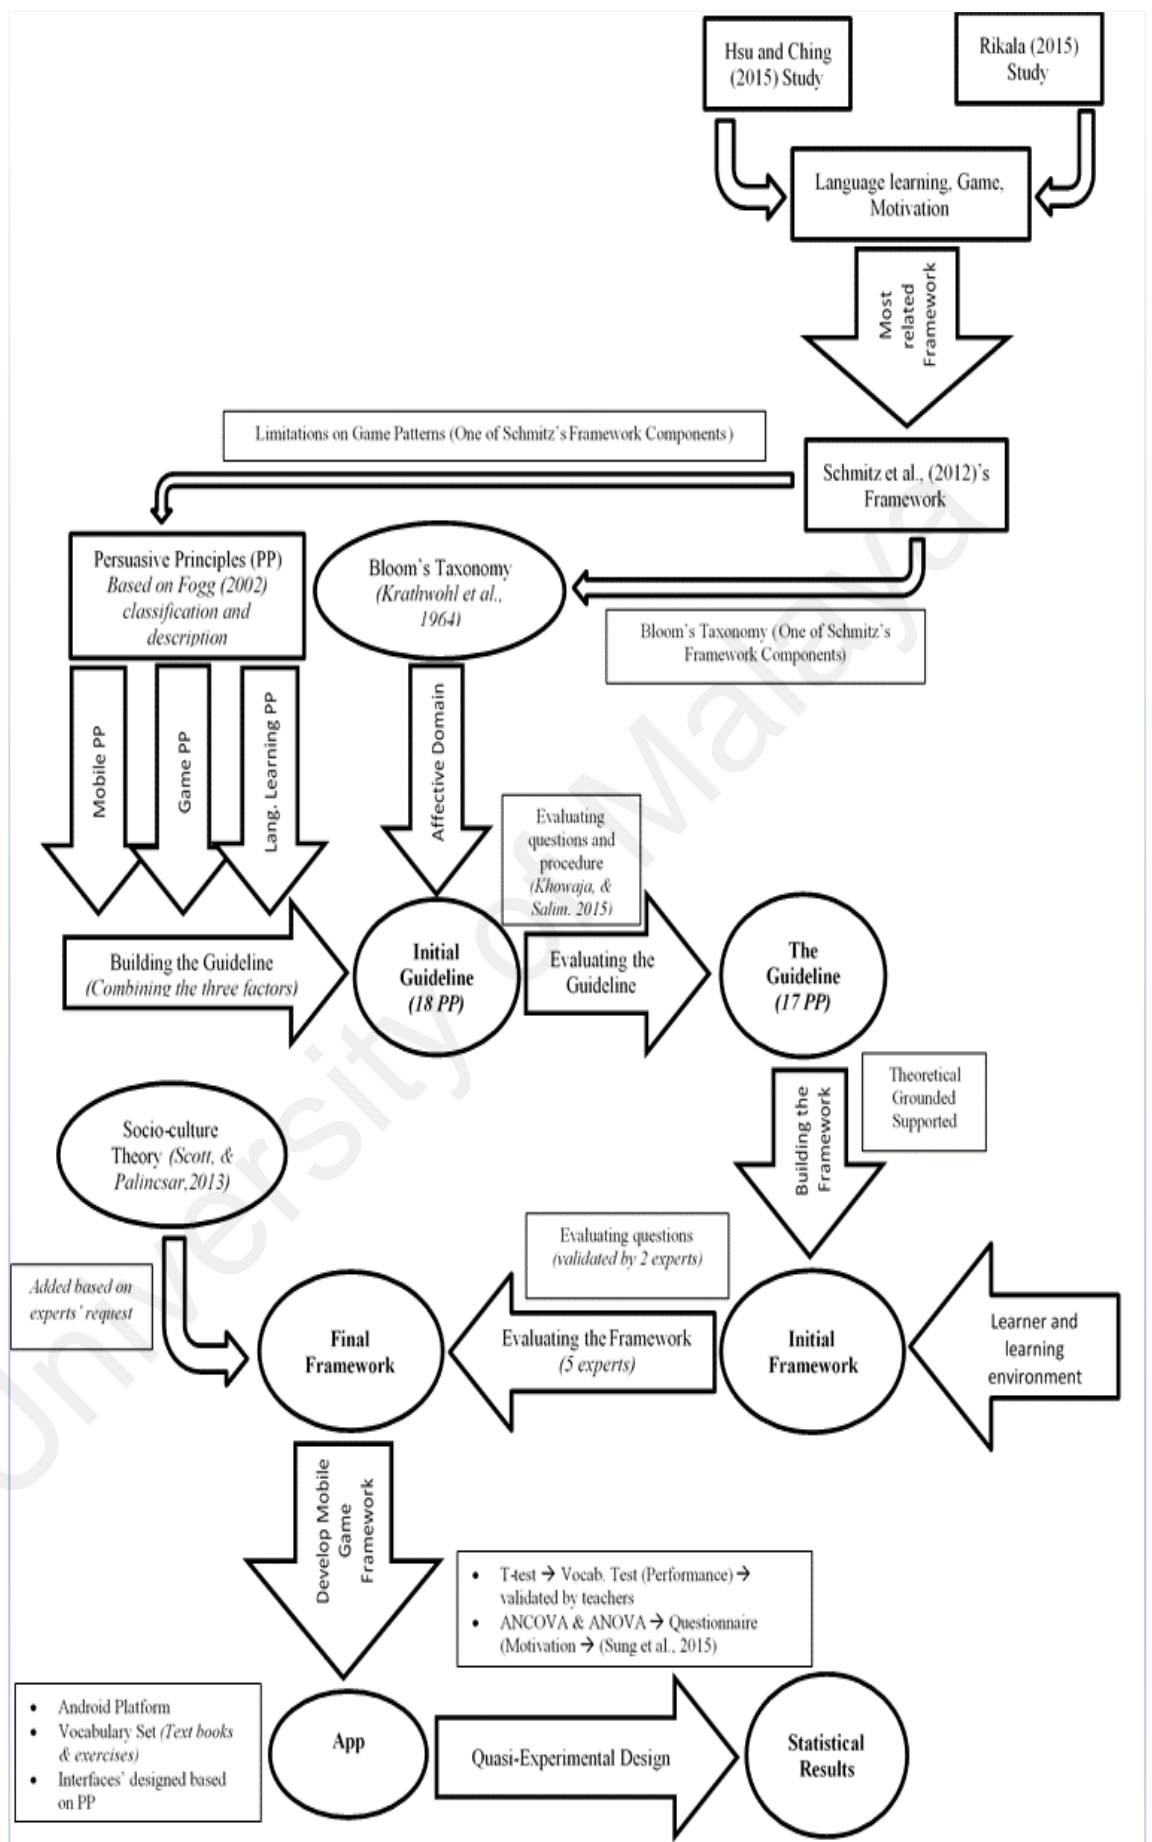 Hsu and Ching
(2015) Study
Rikala (2015)
Study
Language learning, Game,
Motivation
Most
related
Framework
Limitations on Game Patterns (One of Schmitz's Framework Components)
Schmitz et al., (2012)'s
Framework
Persuasive Principles (PP)
Based on Fogg (2002)
classification and
description
Bloom's Taxonomy
(Krathwohl et al.,
1964)
Bloom's Taxonomy (One of Schmitz's
Framework Components)
Mobile PP
Game PP
Lang. Learning PP
Affective Domain
Evaluating
questions and
procedure
(Khowaja, &
Salim. 2015)
Building the Guideline
(Combining the three factors)
Initial
Guideline
(18 PP)
Evaluating the
Guideline
The
Guideline
(17 PP)
Theoretical
Grounded
Supported
Building the
Framework
Socio-culture
Theory (Scott, &
Palincsar,2013)
Added based on
experts' request
Evaluating questions
(validated by 2 experts)
Final
Framework
Evaluating the Framework
(5 experts)
Initial
Framework
Learner and
learning
environment
Develop Mobile
Game
Framework
• T-test → Vocab. Test (Performance) →
validated by teachers
• ANCOVA & ANOVA → Questionnaire
(Motivation → (Sung et al., 2015)
• Android Platform
• Vocabulary Set (Text books
& exercises)
• Interfaces' designed based
on PP
App
Quasi-Experimental Design
Statistical
Results
University of Malaya